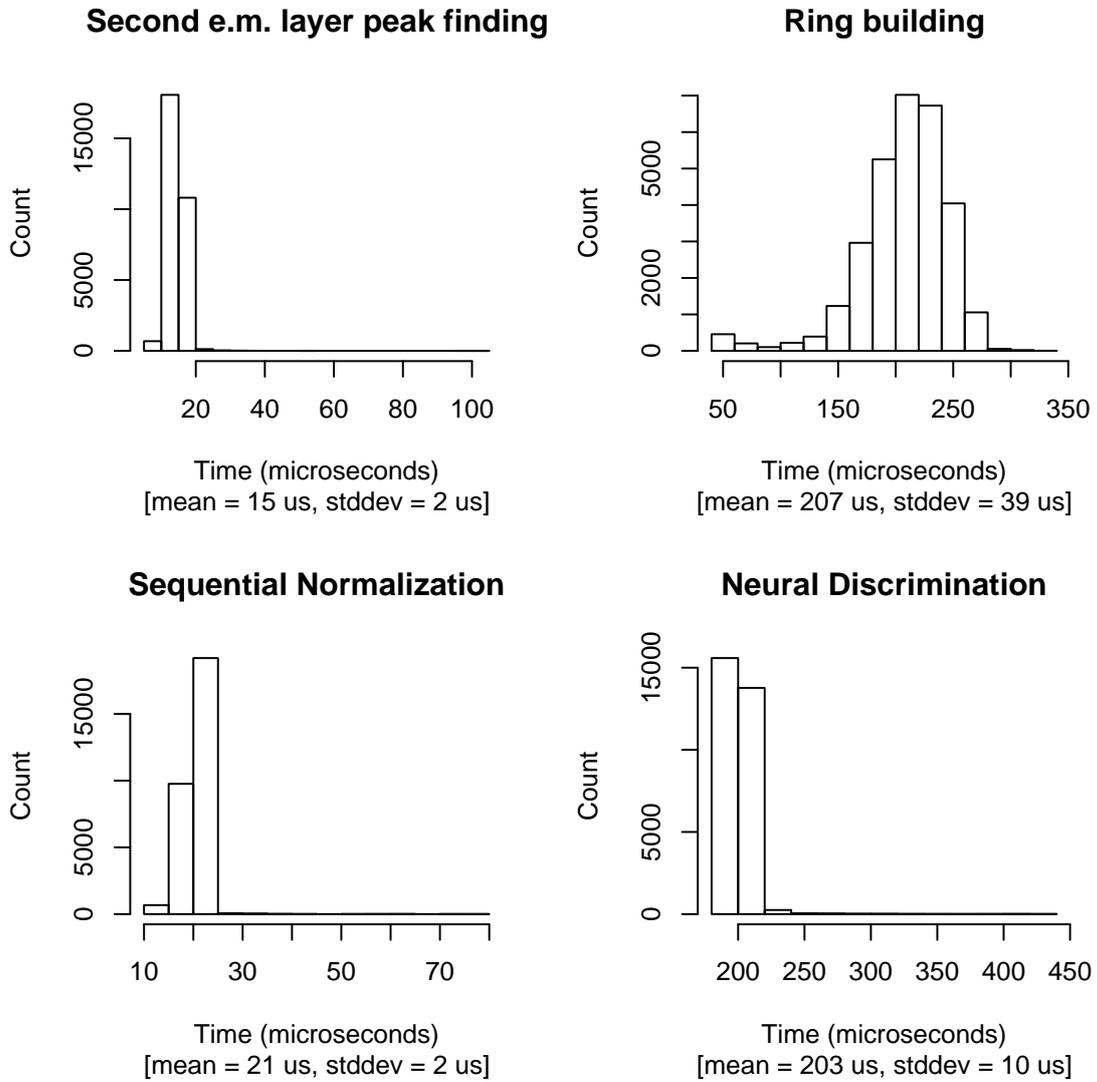 Second e.m. layer peak finding
Count
0
5000
15000
20 40 60 80 100
Time (microseconds)
[mean = 15 us, stddev = 2 us]
Ring building
Count
0
2000
5000
50 150 250 350
Time (microseconds)
[mean = 207 us, stddev = 39 us]
Sequential Normalization
Count
0
5000
15000
10 30 50 70
Time (microseconds)
[mean = 21 us, stddev = 2 us]
Neural Discrimination
Count
0
5000
15000
200 250 300 350 400 450
Time (microseconds)
[mean = 203 us, stddev = 10 us]